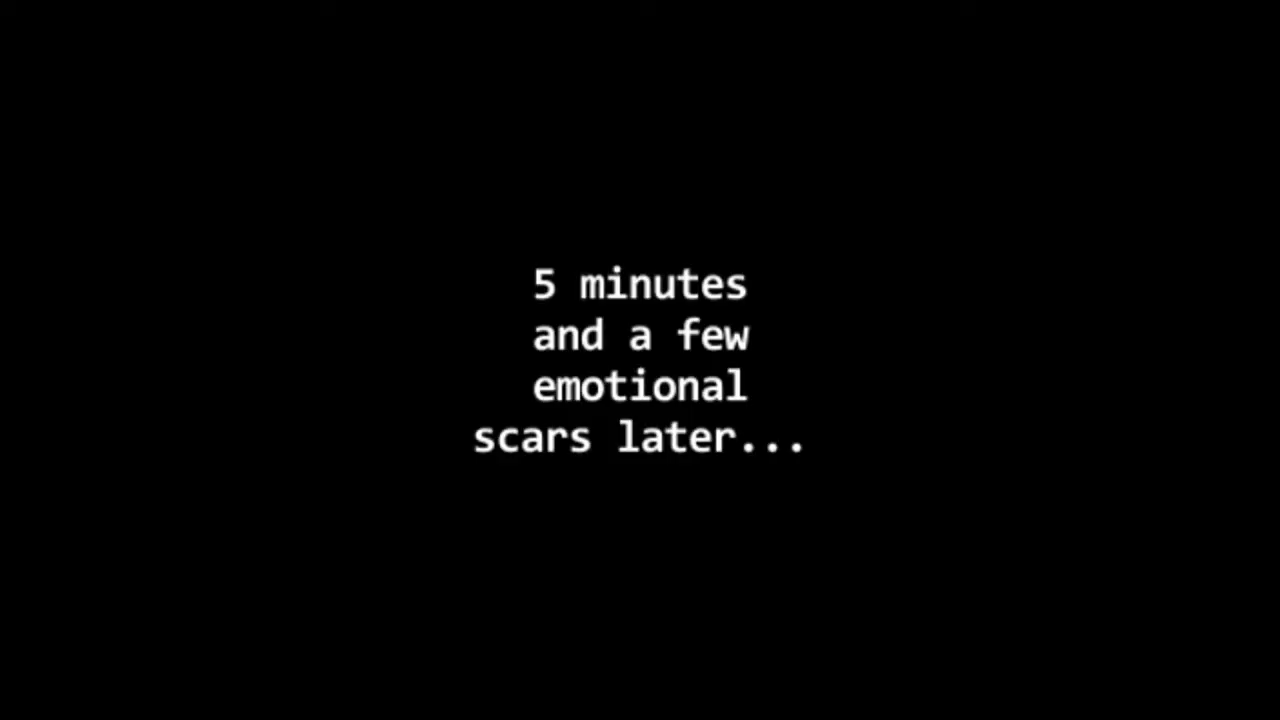 5 minutes
and a few
emotional
scars later...